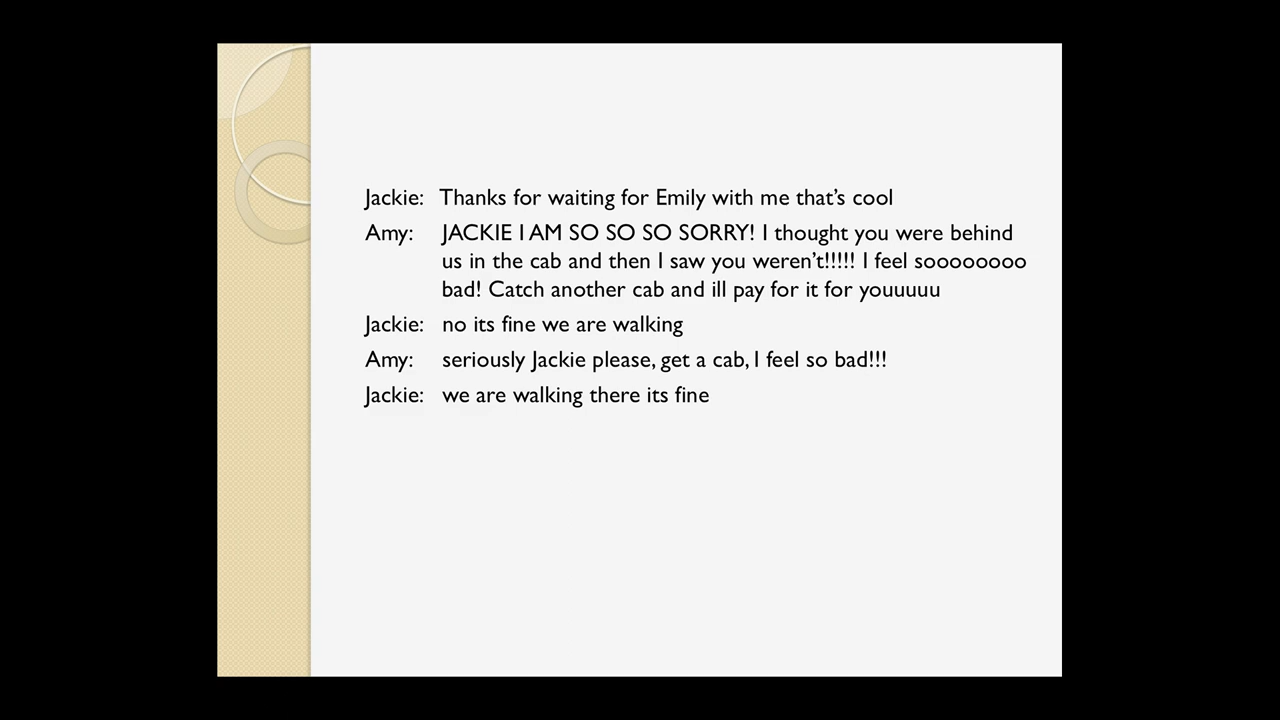 Jackie: Thanks for waiting for Emily with me that’s cool
Amy: JACKIE I AM SO SO SO SORRY! I thought you were behind
us in the cab and then I saw you weren’t!!!!! I feel soooooooo
bad! Catch another cab and ill pay for it for youuuuu
Jackie: no its fine we are walking
Amy: seriously Jackie please, get a cab, I feel so bad!!!
Jackie: we are walking there its fine